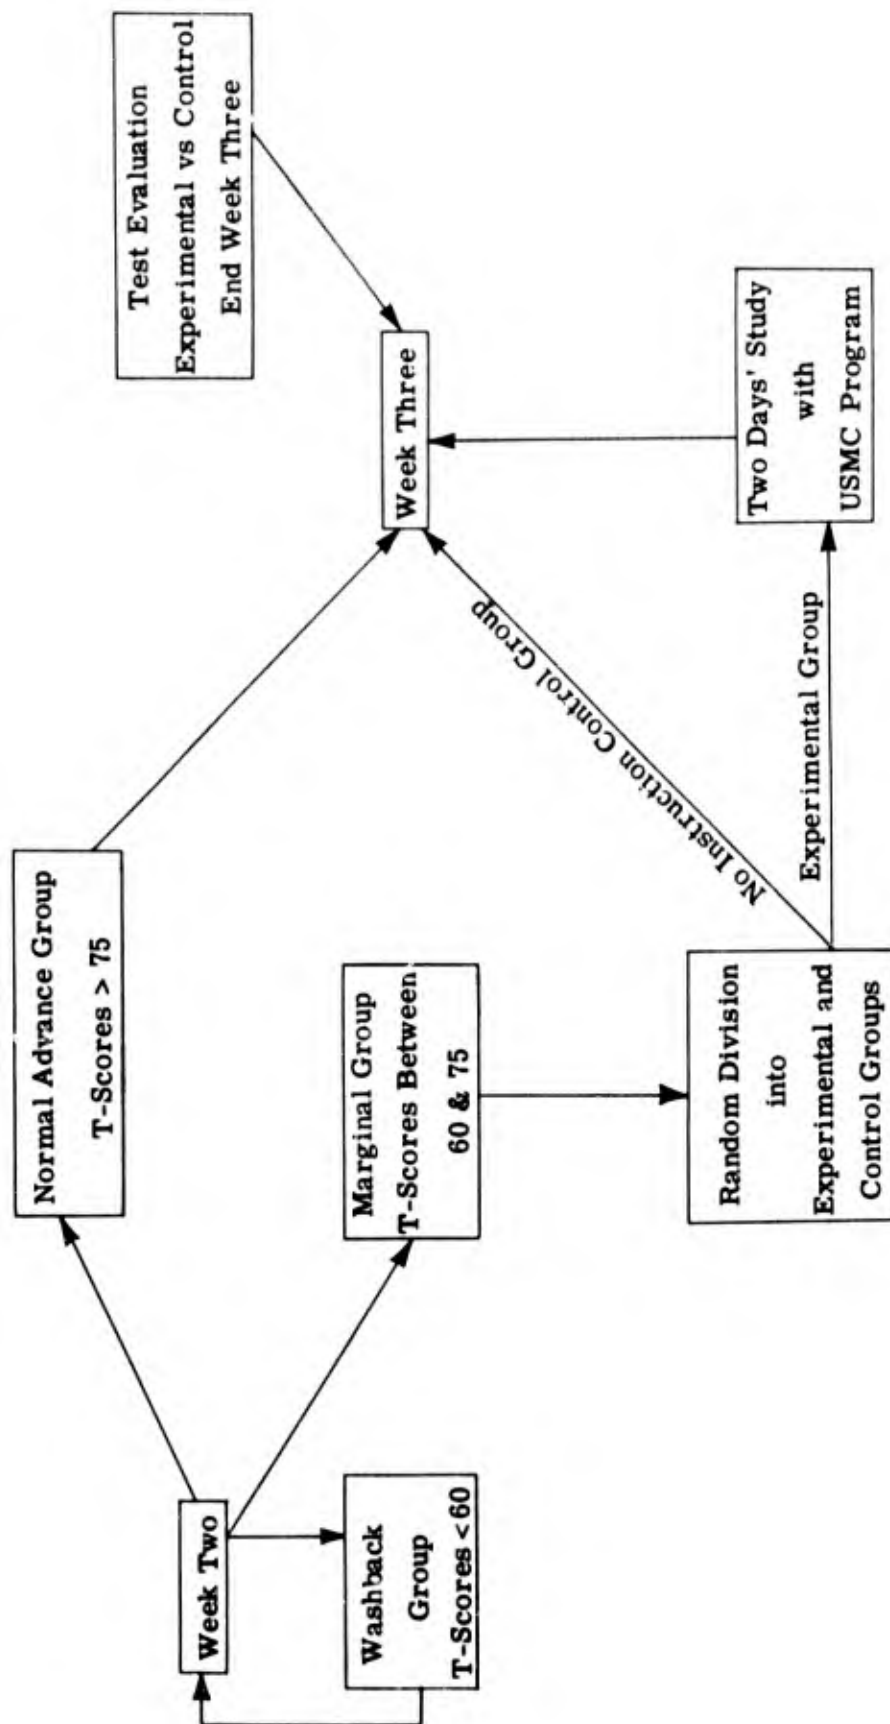 Week Two
Washback
Group
T-Scores < 60
Normal Advance Group
T-Scores > 75
Marginal Group
T-Scores Between
60 & 75
Random Division
into
Experimental and
Control Groups
No Instruction Control Group
Experimental Group
Two Days' Study
with
USMC Program
Week Three
Test Evaluation
Experimental vs Control
End Week Three